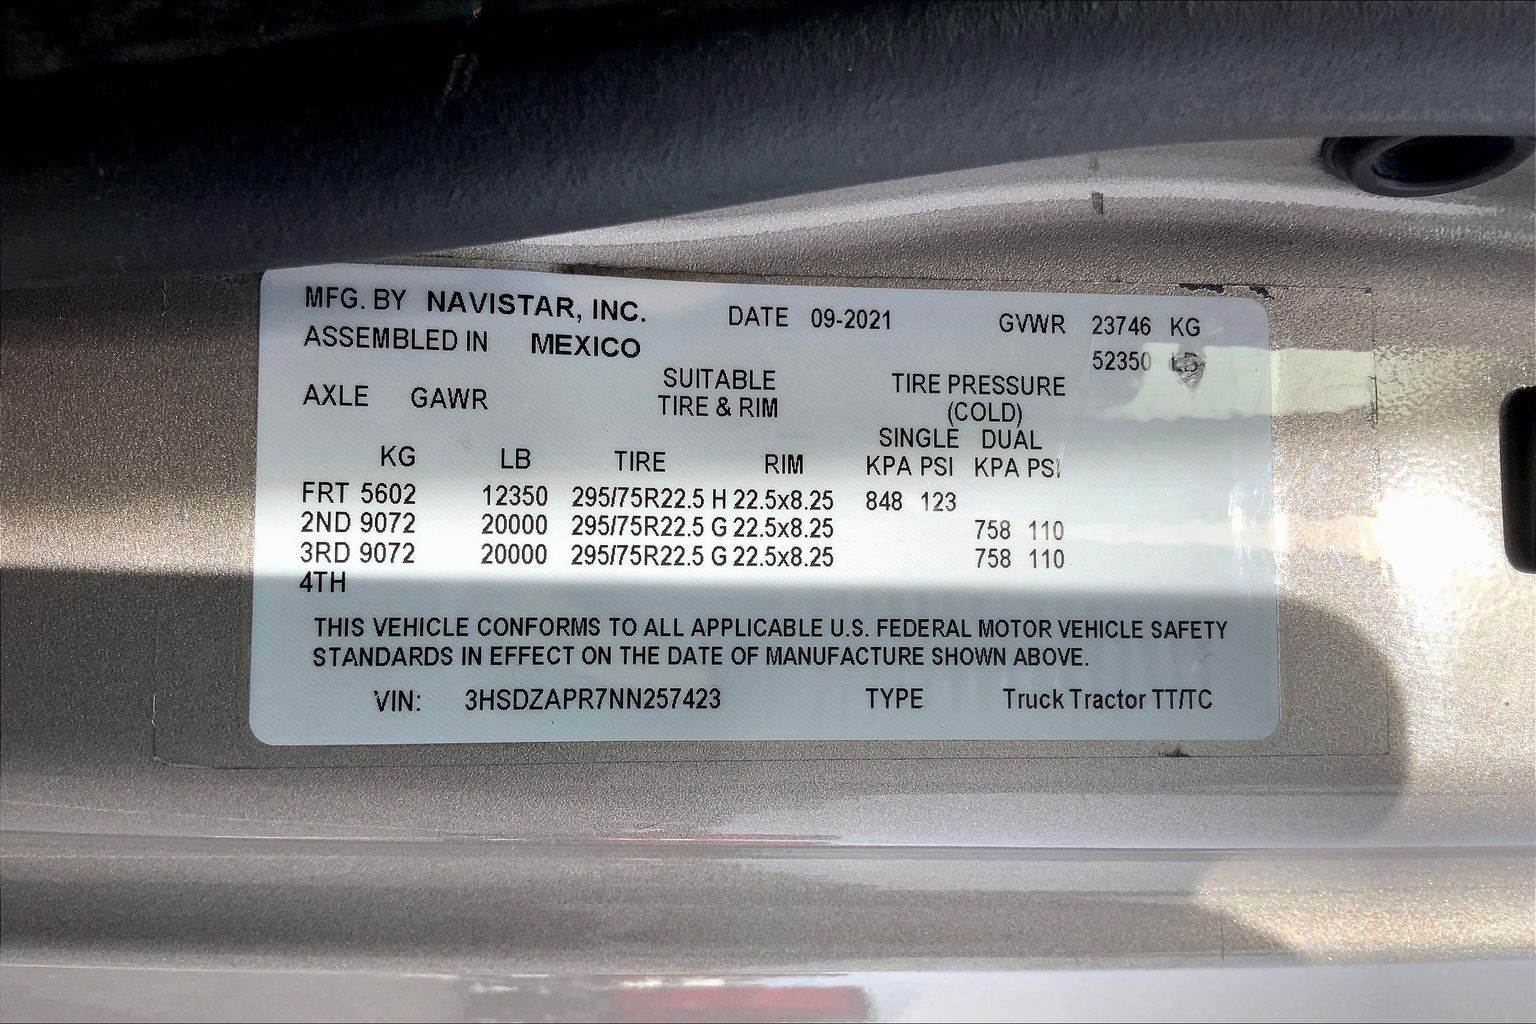 MFG. BY NAVISTAR, INC. DATE 09-2021 GVWR 23746 KG
ASSEMBLED IN MEXICO 52350 LB
AXLE GAWR SUITABLE TIRE & RIM TIRE PRESSURE (COLD)
SINGLE DUAL
KG LB TIRE RIM KPA PSI KPA PSI
FRT 5602 12350 295/75R22.5 H 22.5x8.25 848 123
2ND 9072 20000 295/75R22.5 G 22.5x8.25 758 110
3RD 9072 20000 295/75R22.5 G 22.5x8.25 758 110
4TH
THIS VEHICLE CONFORMS TO ALL APPLICABLE U.S. FEDERAL MOTOR VEHICLE SAFETY
STANDARDS IN EFFECT ON THE DATE OF MANUFACTURE SHOWN ABOVE.
VIN: 3HSDZAPR7NN257423 TYPE Truck Tractor TT/TC